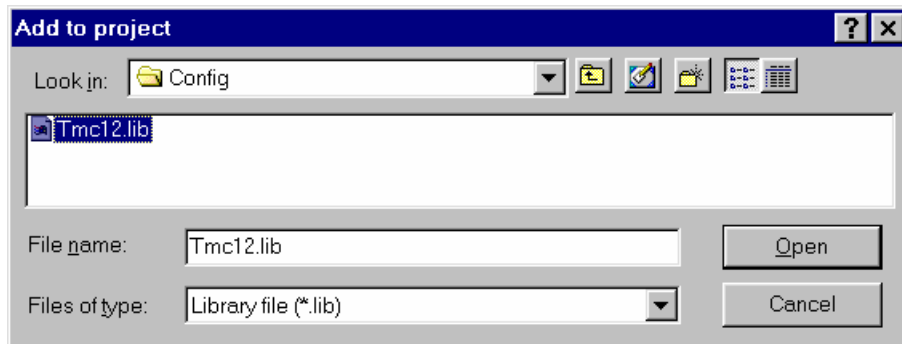 Add to project
Look in: Config
Tmc12.lib
File name: Tmc12.lib Open
Files of type: Library file (*.lib) Cancel